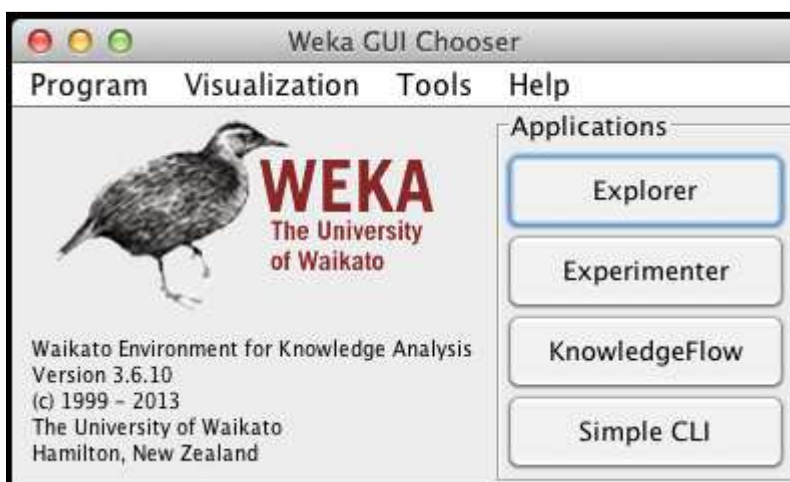 Weka GUI Chooser
Program Visualization Tools Help
WEKA
The University
of Waikato
Waikato Environment for Knowledge Analysis
Version 3.6.10
(c) 1999 – 2013
The University of Waikato
Hamilton, New Zealand
Applications
Explorer
Experimenter
KnowledgeFlow
Simple CLI